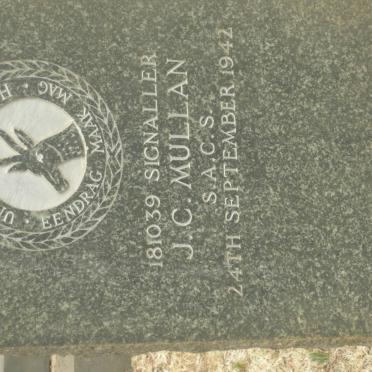 U
EENDRAG MAAK MAG · H
181039 SIGNALLER
J.C. MULLAN
S.A.C.S.
24TH SEPTEMBER 1942